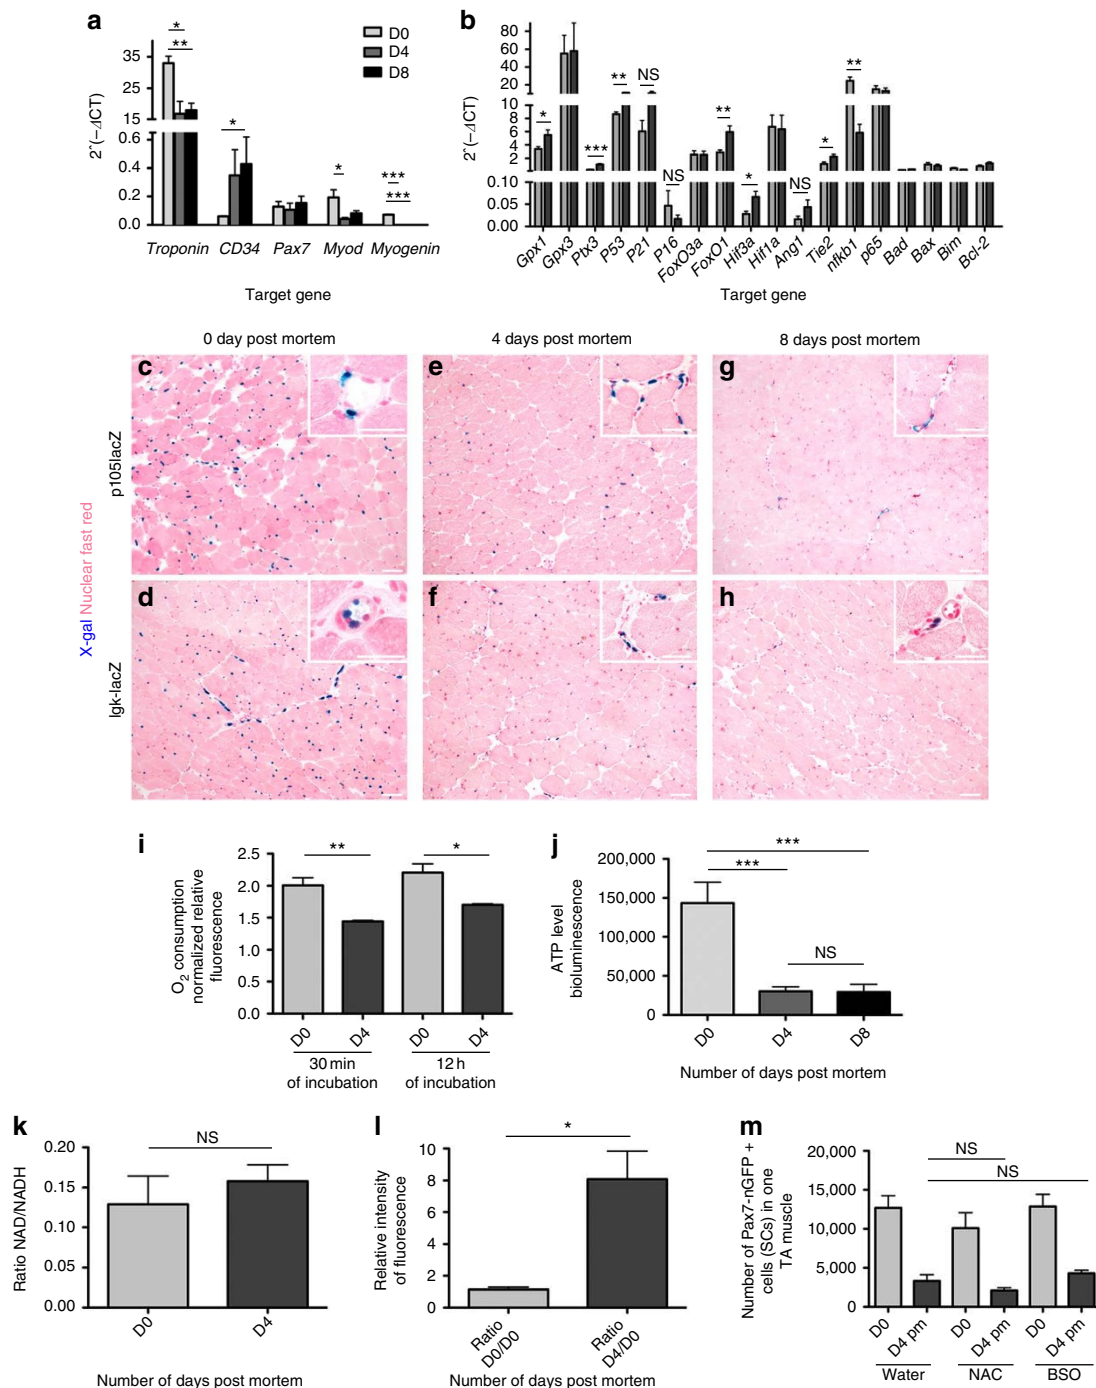 a
2ˆ(−ΔCT)
35
25
15
0.6
0.4
0.2
0.0
*
**
*
*
***
***
D0
D4
D8
Troponin CD34 Pax7 Myod Myogenin
Target gene
b
2ˆ(−ΔCT)
80
60
40
20
10
8
6
4
2
0.10
0.05
0.00
*
***
**
NS
NS
**
*
NS
*
**
Gpx1 Gpx3 Ptx3 P53 P21 P16 FoxO3a FoxO1 Hif3a Hif1a Ang1 Tie2 nfkb1 p65 Bad Bax Bim Bcl-2
Target gene
0 day post mortem
4 days post mortem
8 days post mortem
X-gal Nuclear fast red
p105lacZ
c
e
g
Igk-lacZ
d
f
h
i
O2 consumption
normalized relative
fluorescence
2.5
2.0
1.5
1.0
0.5
0.0
**
*
D0 D4 D0 D4
30 min
of incubation
12 h
of incubation
j
ATP level
bioluminescence
200,000
150,000
100,000
50,000
0
***
***
NS
D0 D4 D8
Number of days post mortem
k
Ratio NAD/NADH
0.20
0.15
0.10
0.05
0.00
NS
D0 D4
Number of days post mortem
l
Relative intensity
of fluorescence
10
8
6
4
2
0
*
Ratio
D0/D0
Ratio
D4/D0
Number of days post mortem
m
Number of Pax7-nGFP +
cells (SCs) in one
TA muscle
20,000
15,000
10,000
5,000
0
NS
NS
D0 D4 pm D0 D4 pm D0 D4 pm
Water NAC BSO